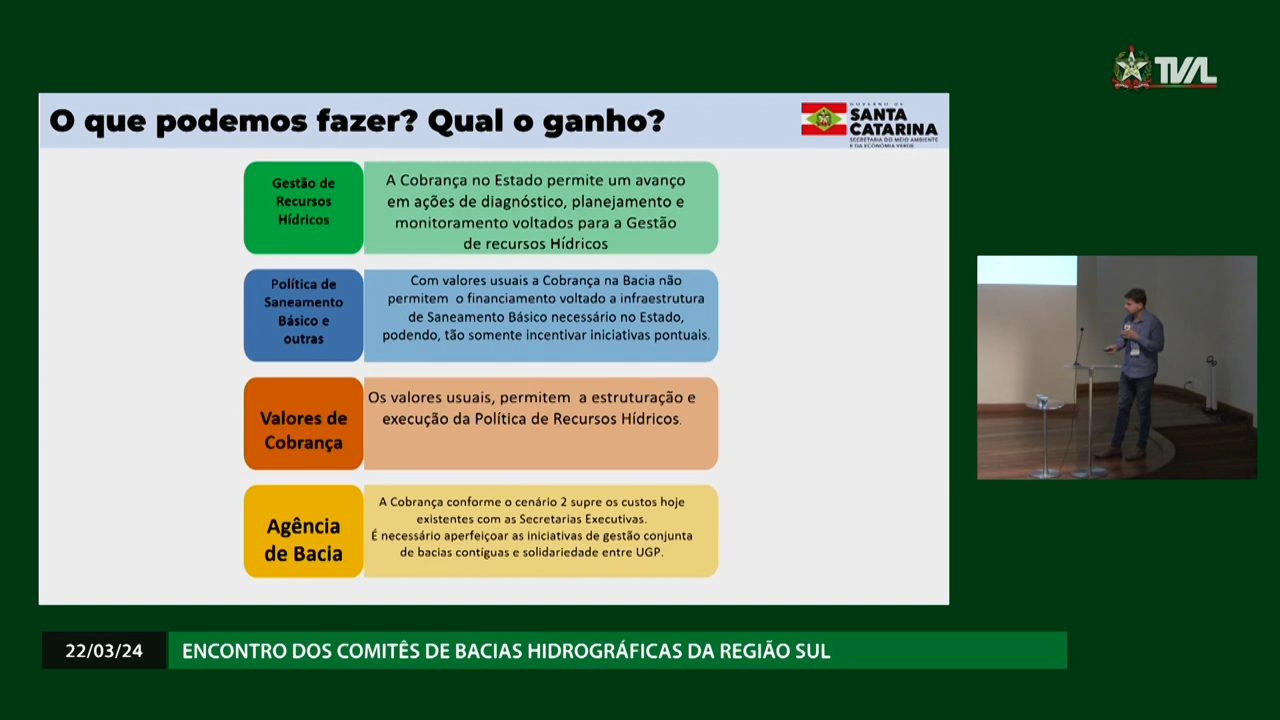 TVAL
O que podemos fazer? Qual o ganho?
GOVERNO DE
SANTA
CATARINA
SECRETARIA DO MEIO AMBIENTE
E DA ECONOMIA VERDE
Gestão de
Recursos
Hídricos
A Cobrança no Estado permite um avanço
em ações de diagnóstico, planejamento e
monitoramento voltados para a Gestão
de recursos Hídricos
Política de
Saneamento
Básico e
outras
Com valores usuais a Cobrança na Bacia não
permitem o financiamento voltado a infraestrutura
de Saneamento Básico necessário no Estado,
podendo, tão somente incentivar iniciativas pontuais.
Valores de
Cobrança
Os valores usuais, permitem a estruturação e
execução da Política de Recursos Hídricos.
Agência
de Bacia
A Cobrança conforme o cenário 2 supre os custos hoje
existentes com as Secretarias Executivas.
É necessário aperfeiçoar as iniciativas de gestão conjunta
de bacias contíguas e solidariedade entre UGP.
22/03/24
ENCONTRO DOS COMITÊS DE BACIAS HIDROGRÁFICAS DA REGIÃO SUL